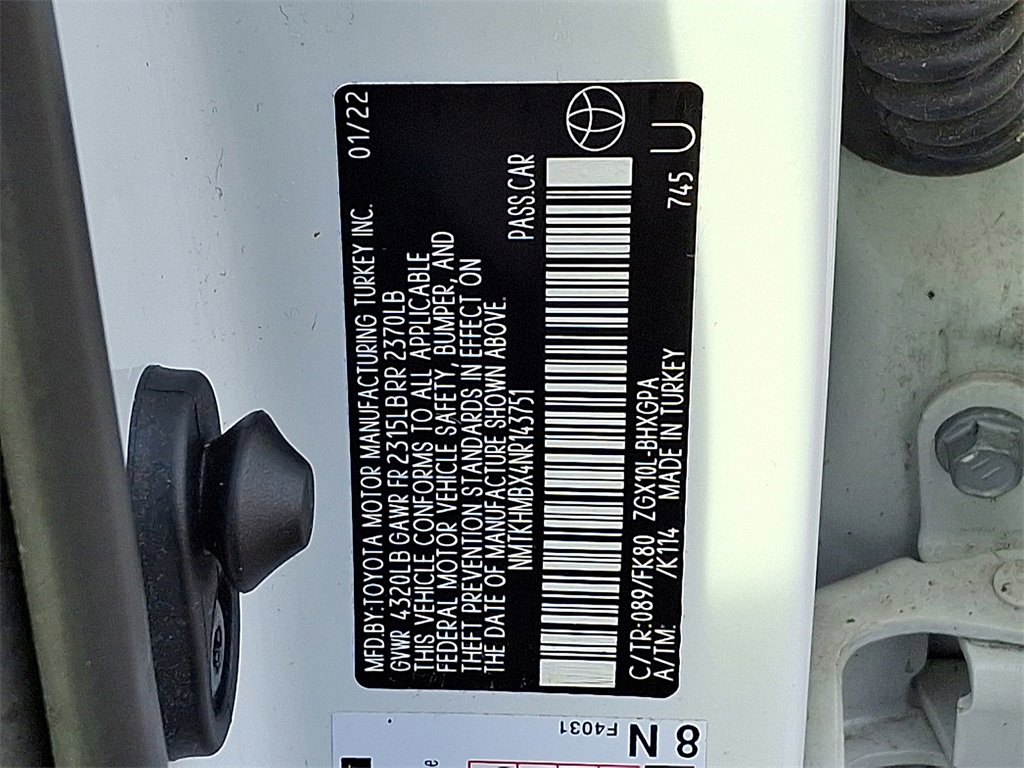 MFD.BY:TOYOTA MOTOR MANUFACTURING TURKEY INC. 01/22
GVWR 4320LB GAWR FR 2315LB RR 2370LB
THIS VEHICLE CONFORMS TO ALL APPLICABLE
FEDERAL MOTOR VEHICLE SAFETY, BUMPER, AND
THEFT PREVENTION STANDARDS IN EFFECT ON
THE DATE OF MANUFACTURE SHOWN ABOVE.
NMTKHMBX4NR143751 PASS.CAR
C/TR:089/FK80 ZGX10L-BHXGPA 745 U
A/TM: /K114 MADE IN TURKEY
8 N
F4031